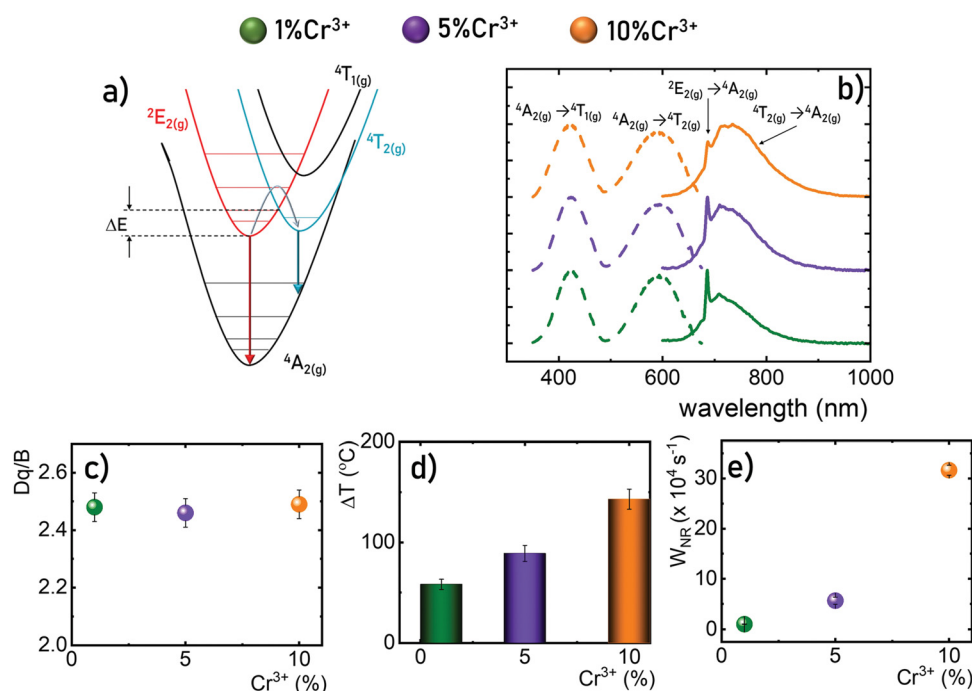 1%Cr³⁺ 5%Cr³⁺ 10%Cr³⁺
a)
⁴T₁(g)
²E₂(g)
⁴T₂(g)
ΔE
⁴A₂(g)
b)
²E₂(g)→⁴A₂(g)
⁴A₂(g)→⁴T₁(g)
⁴A₂(g)→⁴T₂(g)
⁴T₂(g)→⁴A₂(g)
400 600 800 1000
wavelength (nm)
c)
Dq/B
2.6
2.4
2.2
2.0
0 5 10
Cr³⁺ (%)
d)
ΔT (°C)
200
100
0
0 5 10
Cr³⁺ (%)
e)
W_NR (x 10⁴ s⁻¹)
30
20
10
0
0 5 10
Cr³⁺ (%)